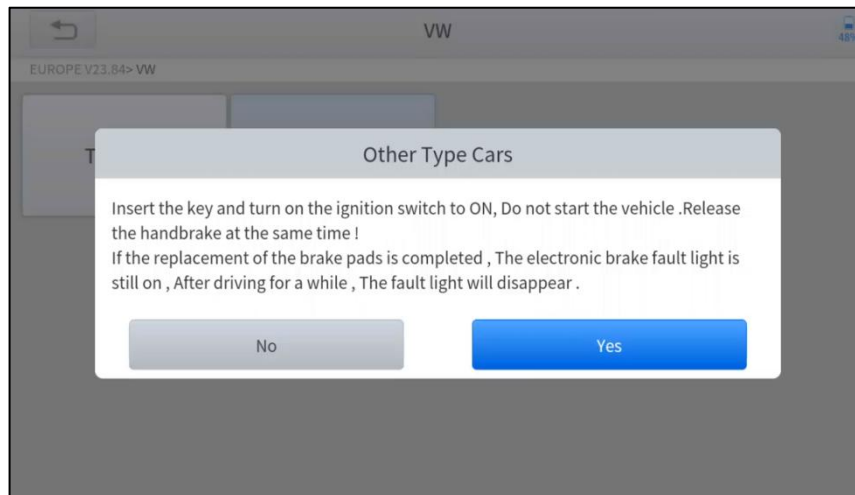 VW
48%
EUROPE V23.84> VW
T
Other Type Cars
Insert the key and turn on the ignition switch to ON, Do not start the vehicle .Release
the handbrake at the same time !
If the replacement of the brake pads is completed , The electronic brake fault light is
still on , After driving for a while , The fault light will disappear .
No
Yes